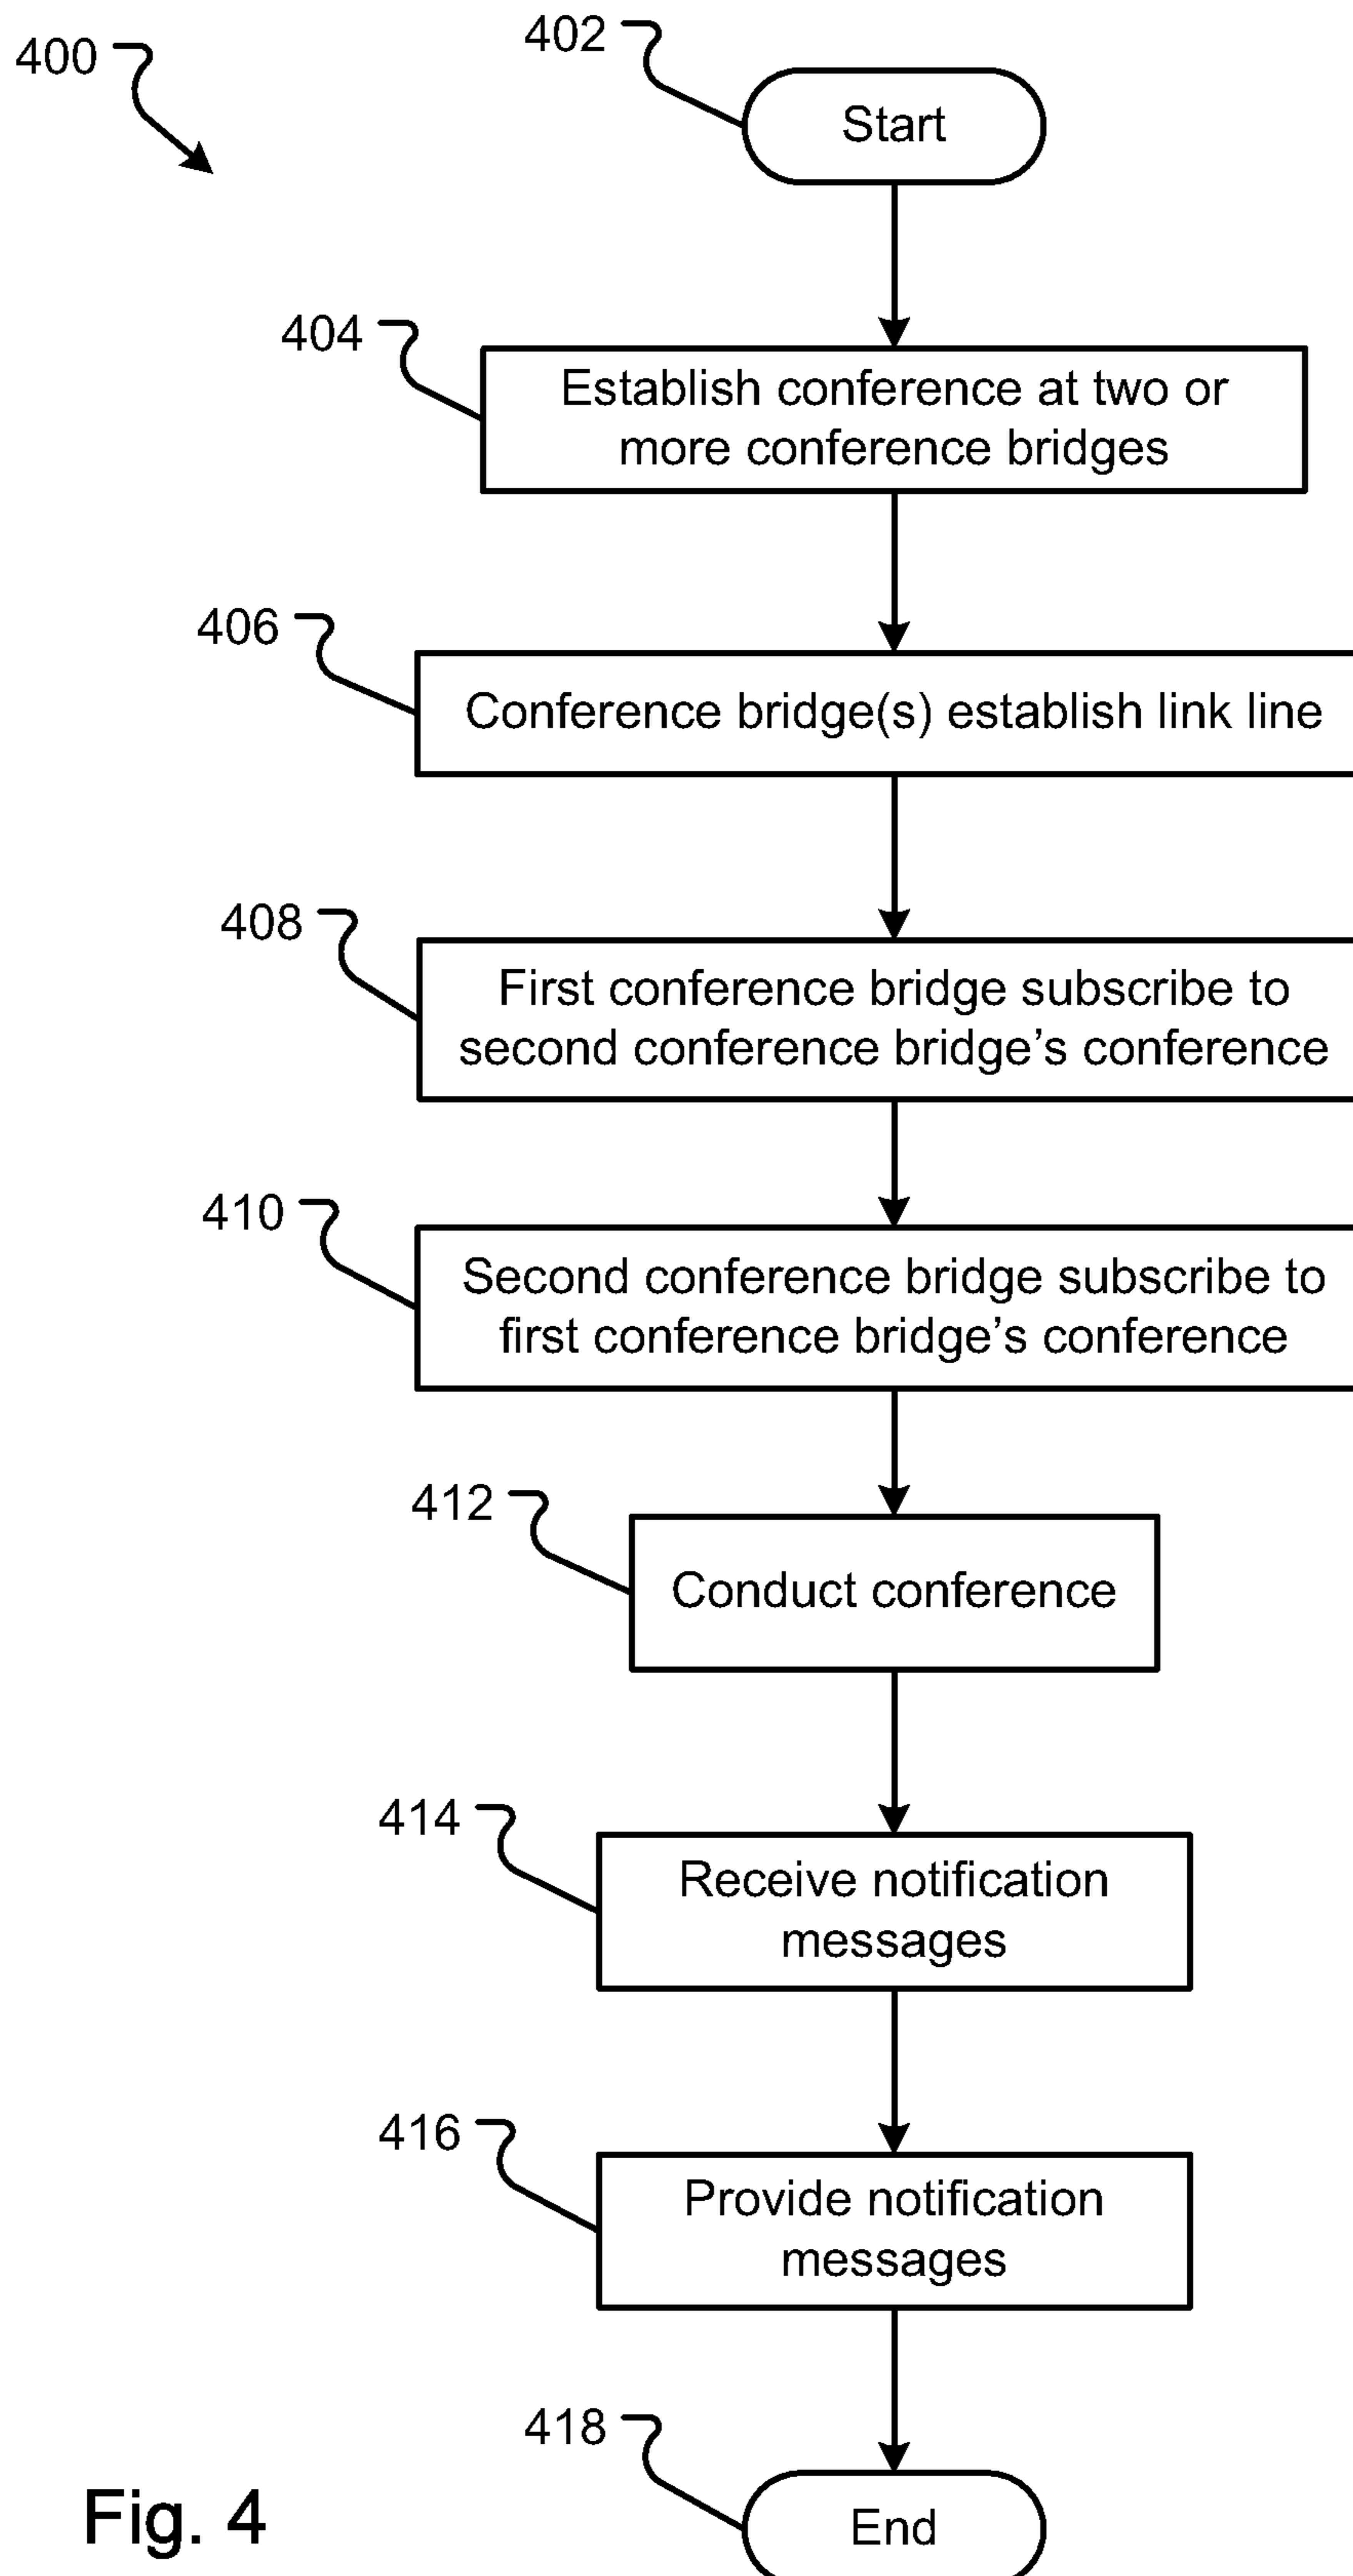 400
402
Start
404
Establish conference at two or
more conference bridges
406
Conference bridge(s) establish link line
408
First conference bridge subscribe to
second conference bridge’s conference
410
Second conference bridge subscribe to
first conference bridge’s conference
412
Conduct conference
414
Receive notification
messages
416
Provide notification
messages
418
End
Fig. 4